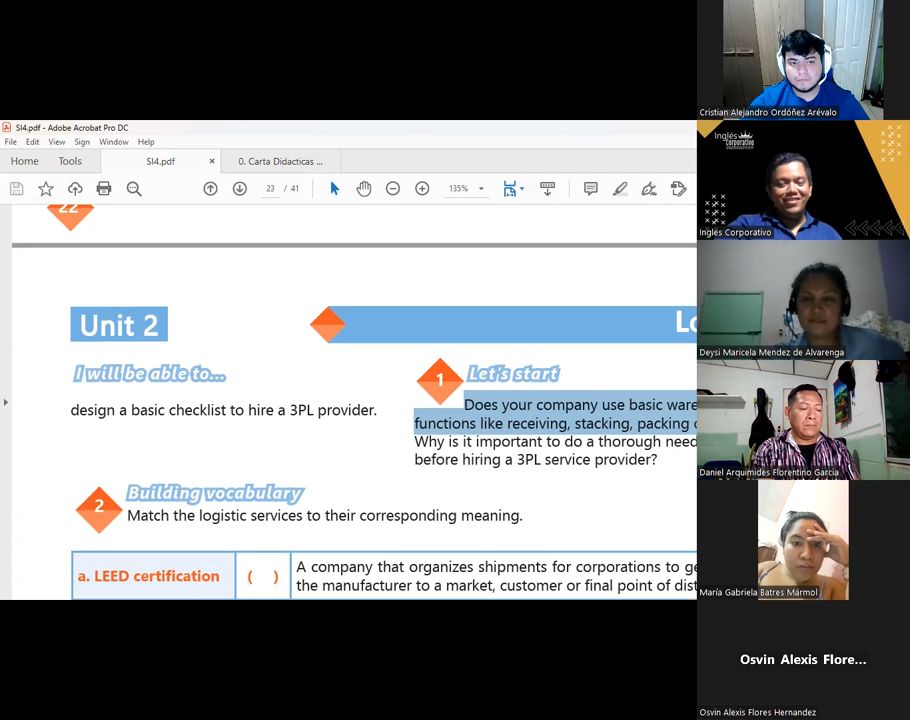 SI4.pdf - Adobe Acrobat Pro DC
File Edit View Sign Window Help
Home Tools SI4.pdf × 0. Carta Didacticas ...
23 / 41 135%
22
Unit 2
Lo
I will be able to...
design a basic checklist to hire a 3PL provider.
1 Let's start
Does your company use basic ware
functions like receiving, stacking, packing
Why is it important to do a thorough need
before hiring a 3PL service provider?
2 Building vocabulary
Match the logistic services to their corresponding meaning.
a. LEED certification ( ) A company that organizes shipments for corporations to ge
the manufacturer to a market, customer or final point of dist
Cristian Alejandro Ordóñez Arévalo
Inglés
Corporativo
Inglés Corporativo
Deysi Maricela Mendez de Alvarenga
Daniel Arquimides Florentino Garcia
María Gabriela Batres Mármol
Osvin Alexis Flore...
Osvin Alexis Flores Hernandez